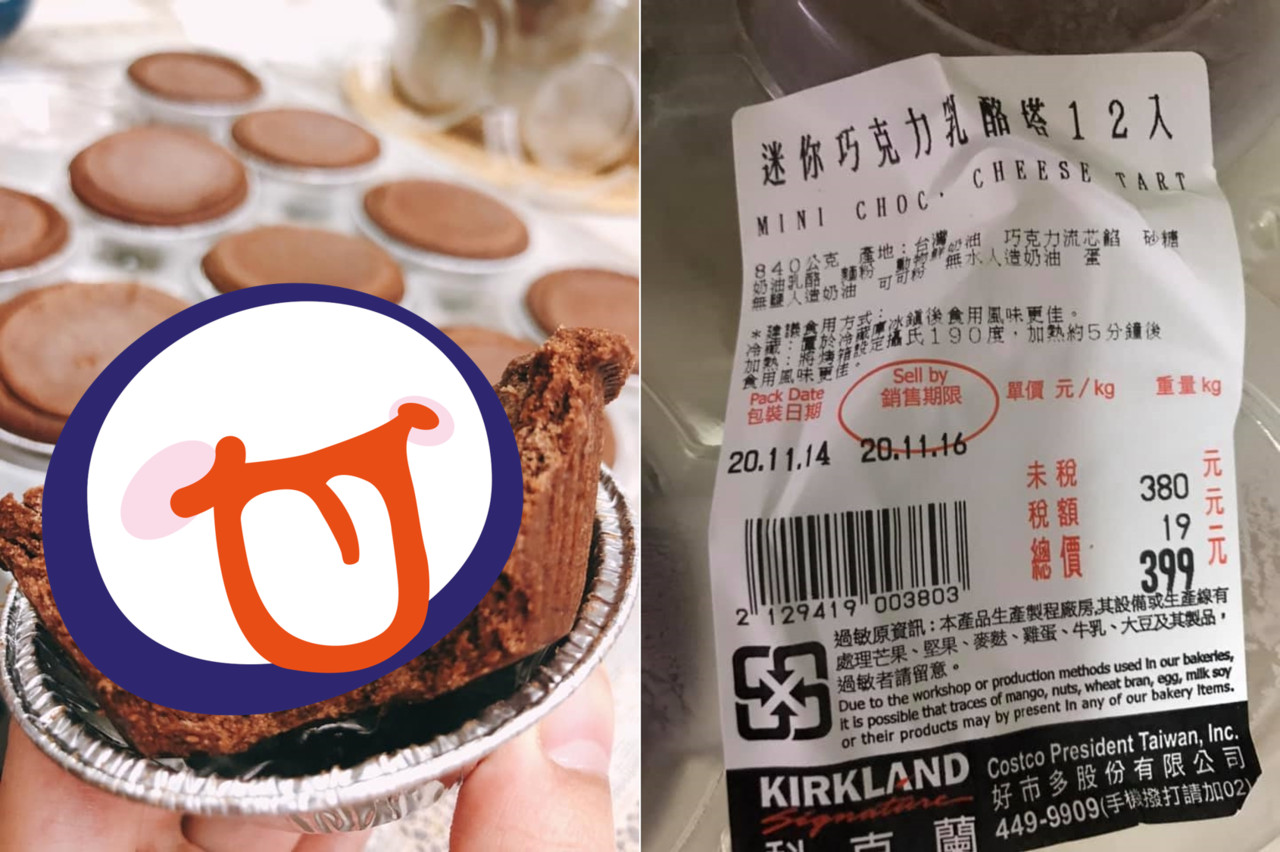 迷你巧克力乳酪塔12入
MINI CHOC. CHEESE TART
840公克 產地：台灣 巧克力流芯餡 砂糖
奶油乳酪 麵粉 動物鮮奶油 無水人造奶油 蛋
無鹽人造奶油 可可粉
*建議食用方式：
冷藏：置於冷藏庫冰鎮後食用風味更佳。
加熱：將烤箱設定攝氏190度，加熱約5分鐘後
食用風味更佳。
Pack Date Sell by
包裝日期 銷售期限 單價 元/kg 重量kg
20.11.14 20.11.16
未稅 380 元
稅額 19 元
總價 399 元
2 129419 003803
過敏原資訊：本產品生產製程廠房,其設備或生產線有
處理芒果、堅果、麥麩、雞蛋、牛乳、大豆及其製品，
過敏者請留意。
Due to the workshop or production methods used In our bakeries,
it is possible that traces of mango, nuts, wheat bran, egg, milk soy
or their products may by present In any of our bakery Items.
KIRKLAND
Signature
科克蘭
Costco President Taiwan, Inc.
好市多股份有限公司
449-9909(手機撥打請加02)